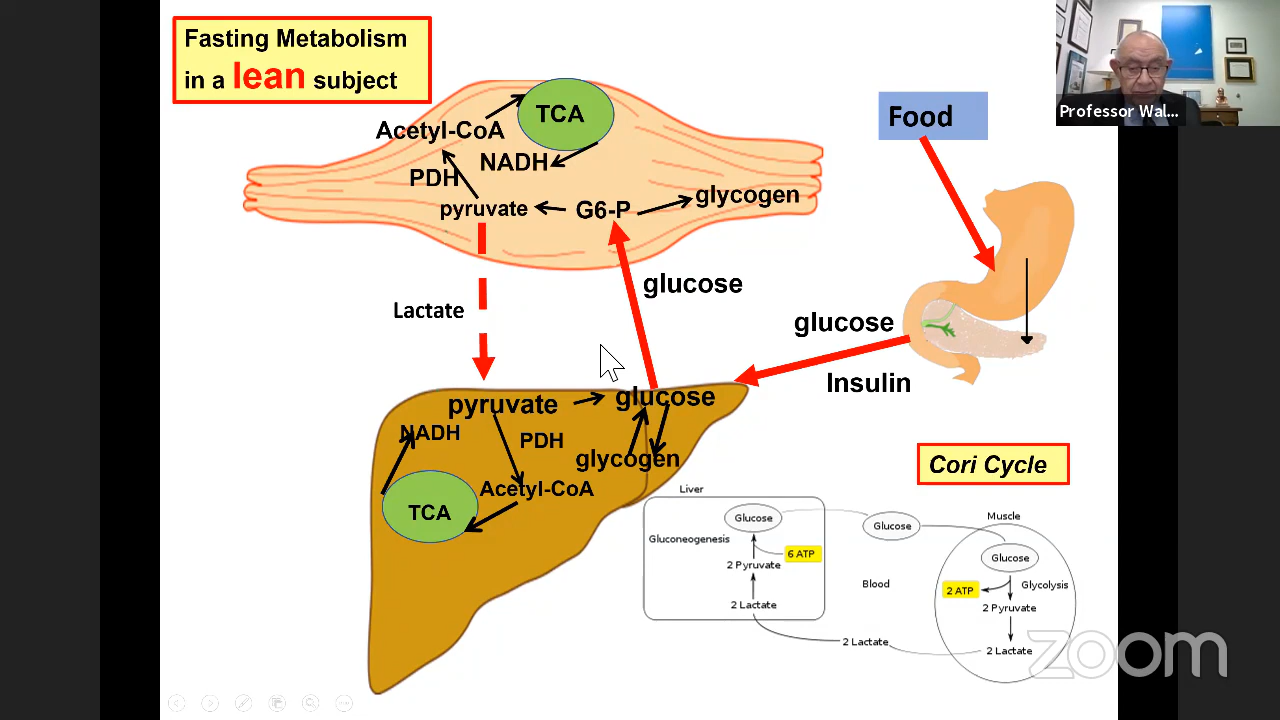 Fasting Metabolism
in a lean subject
Professor Wal...
Food
TCA
Acetyl-CoA
NADH
PDH
pyruvate
G6-P
glycogen
glucose
Lactate
glucose
Insulin
pyruvate
glucose
NADH
PDH
glycogen
Acetyl-CoA
TCA
Cori Cycle
Liver
Glucose
Gluconeogenesis
6 ATP
2 Pyruvate
2 Lactate
Glucose
Blood
2 Lactate
Muscle
Glucose
2 ATP
Glycolysis
2 Pyruvate
2 Lactate
zoom